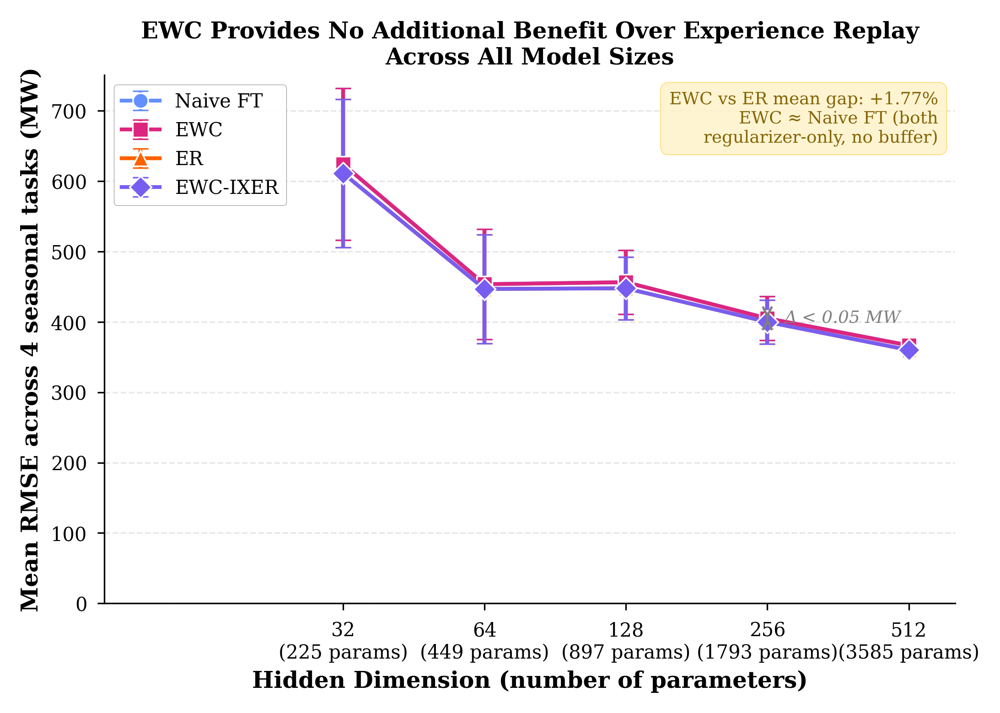 EWC Provides No Additional Benefit Over Experience Replay
Across All Model Sizes
Mean RMSE across 4 seasonal tasks (MW)
700
600
500
400
300
200
100
0
Naive FT
EWC
ER
EWC-IXER
EWC vs ER mean gap: +1.77%
EWC ≈ Naive FT (both
regularizer-only, no buffer)
Δ < 0.05 MW
32
(225 params)
64
(449 params)
128
(897 params)
256
(1793 params)
512
(3585 params)
Hidden Dimension (number of parameters)